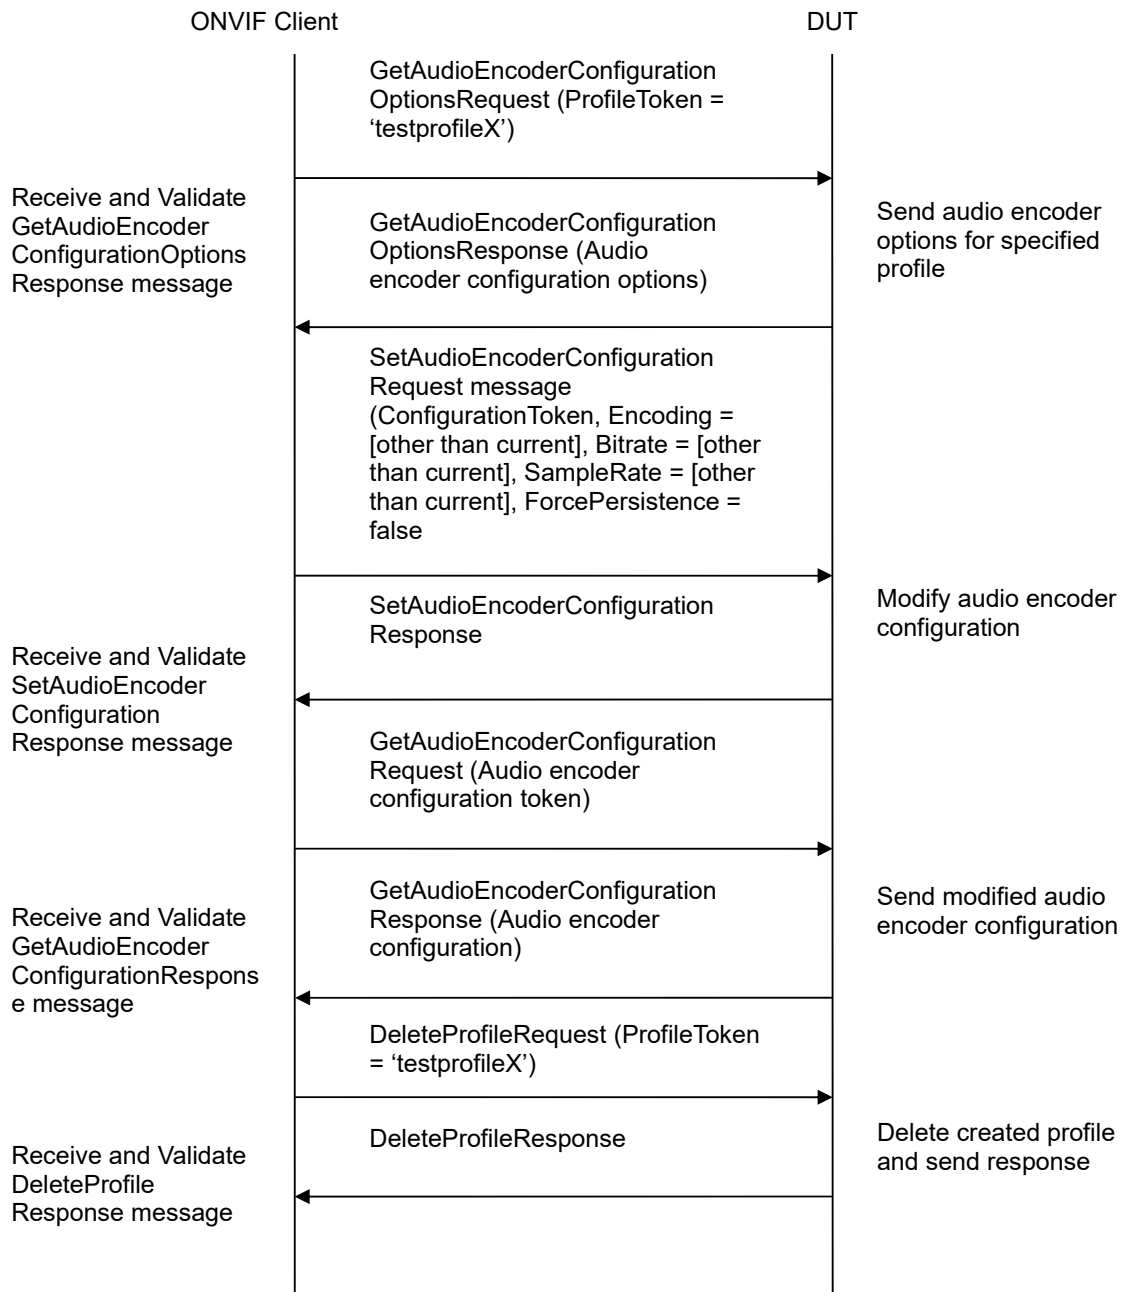 ONVIF Client
DUT
GetAudioEncoderConfiguration
OptionsRequest (ProfileToken =
‘testprofileX’)
Receive and Validate
GetAudioEncoder
ConfigurationOptions
Response message
GetAudioEncoderConfiguration
OptionsResponse (Audio
encoder configuration options)
Send audio encoder
options for specified
profile
SetAudioEncoderConfiguration
Request message
(ConfigurationToken, Encoding =
[other than current], Bitrate = [other
than current], SampleRate = [other
than current], ForcePersistence =
false
Modify audio encoder
configuration
SetAudioEncoderConfiguration
Response
Receive and Validate
SetAudioEncoder
Configuration
Response message
GetAudioEncoderConfiguration
Request (Audio encoder
configuration token)
GetAudioEncoderConfiguration
Response (Audio encoder
configuration)
Send modified audio
encoder configuration
Receive and Validate
GetAudioEncoder
ConfigurationRespons
e message
DeleteProfileRequest (ProfileToken
= ‘testprofileX’)
DeleteProfileResponse
Delete created profile
and send response
Receive and Validate
DeleteProfile
Response message